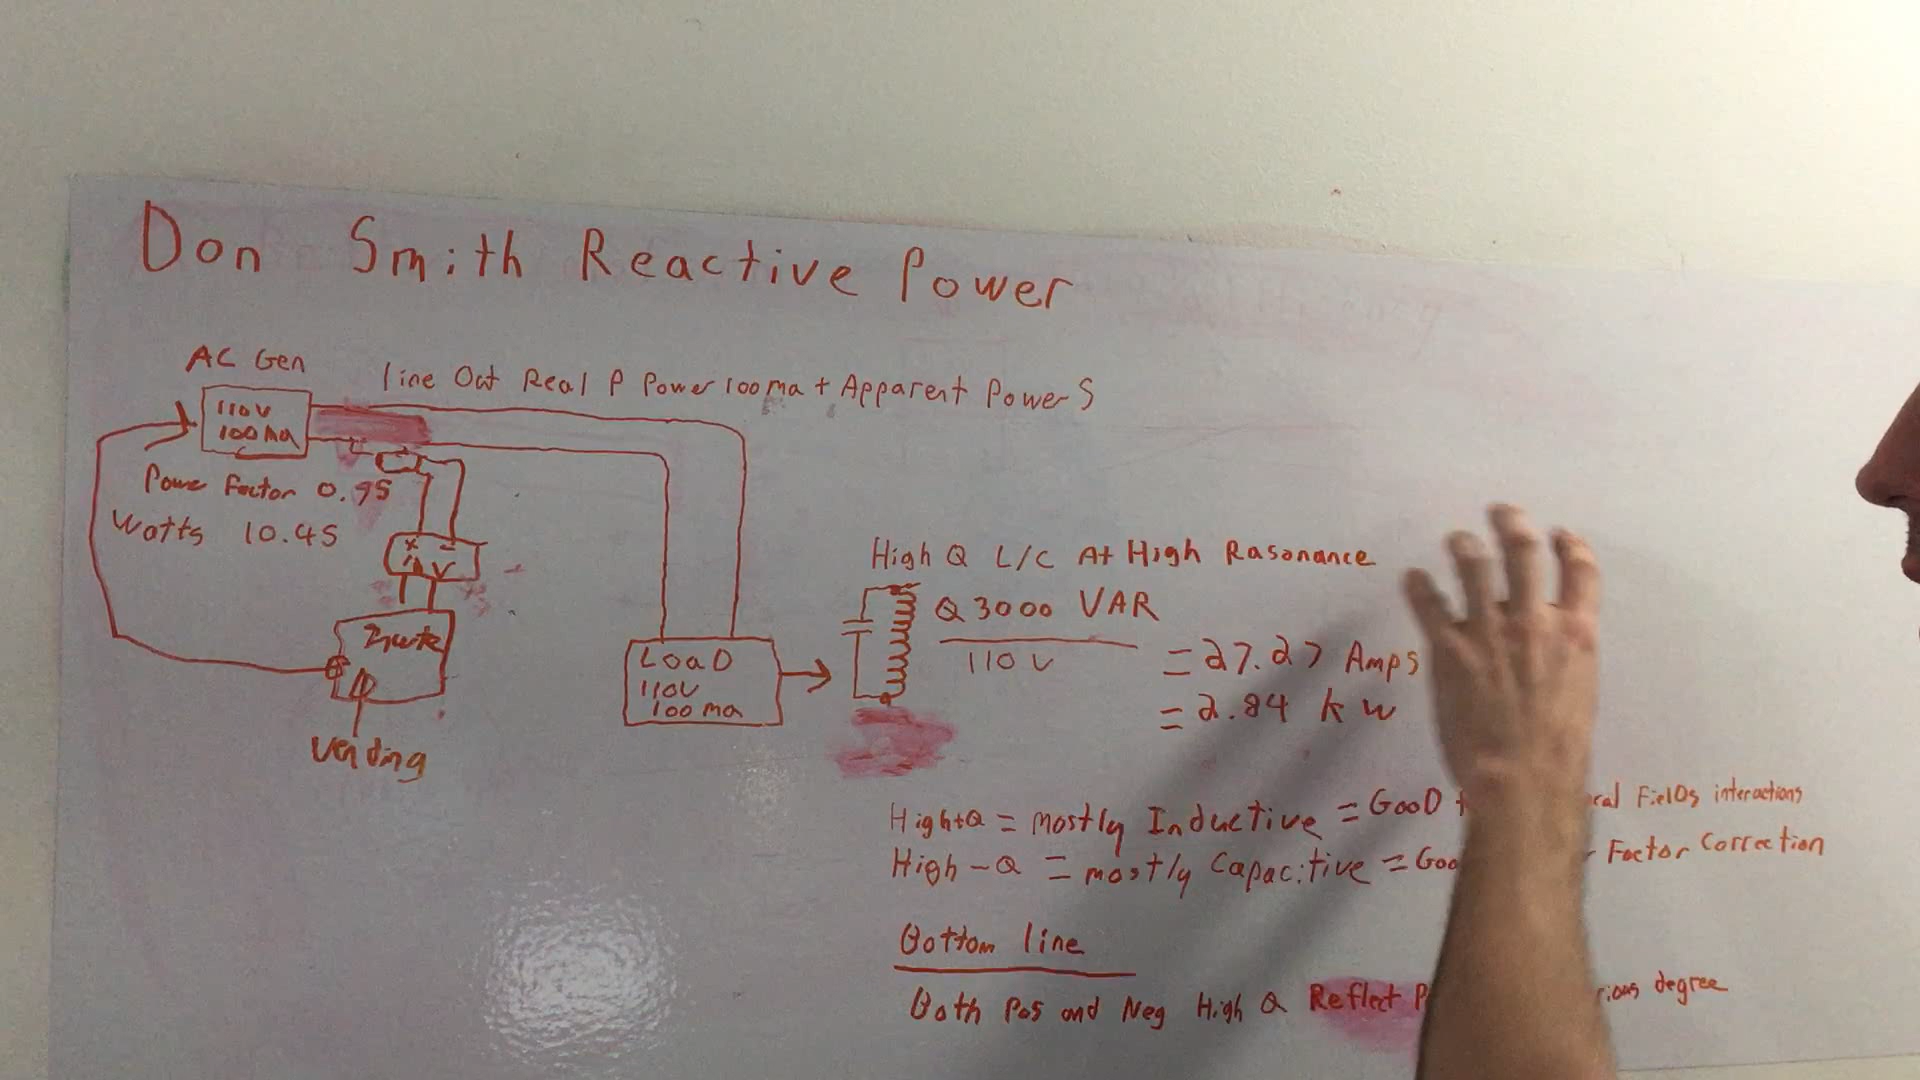 Don Smith Reactive Power
AC Gen
line Out Real P Power 100ma + Apparent Power S
110V
100ma
Power Factor 0.95
Watts 10.45
+ -
LOAD
110V
100ma
Vending
High Q L/C At High Rasonance
Q 3000 VAR
110 V
= 27.27 Amps
= 2.84 kw
High+Q = mostly Inductive = GooD
Fields interactions
High-Q = mostly Capacitive =
Factor Correction
Bottom line
Both Pos and Neg High Q Reflect
degree